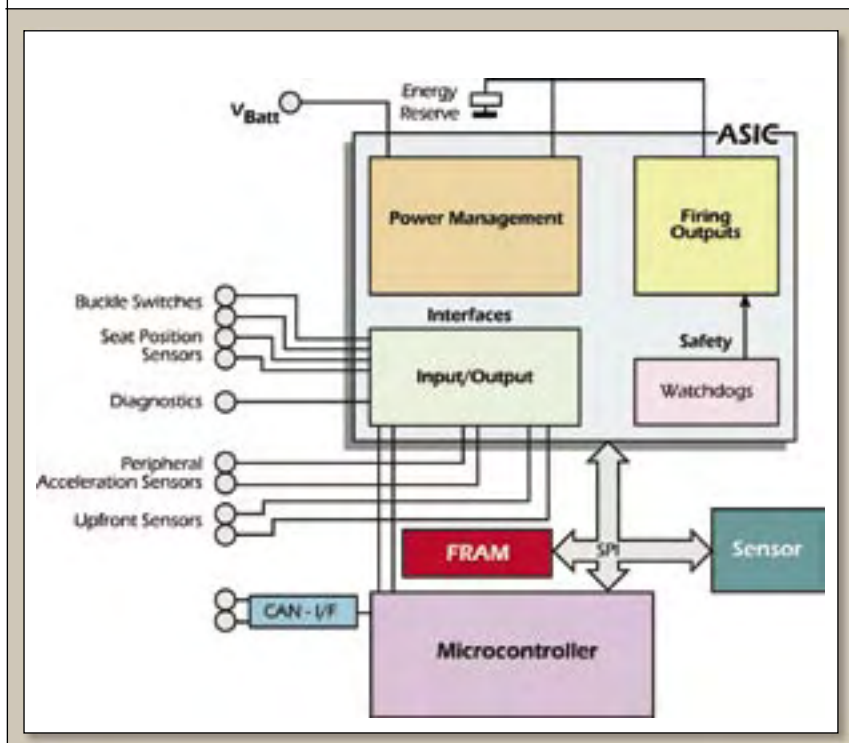 Energy
Reserve
VBatt
ASIC
Power Management
Firing
Outputs
Buckle Switches
Interfaces
Seat Position
Sensors
Safety
Input/Output
Watchdogs
Diagnostics
Peripheral
Acceleration Sensors
Upfront Sensors
FRAM
SPI
Sensor
CAN - I/F
Microcontroller